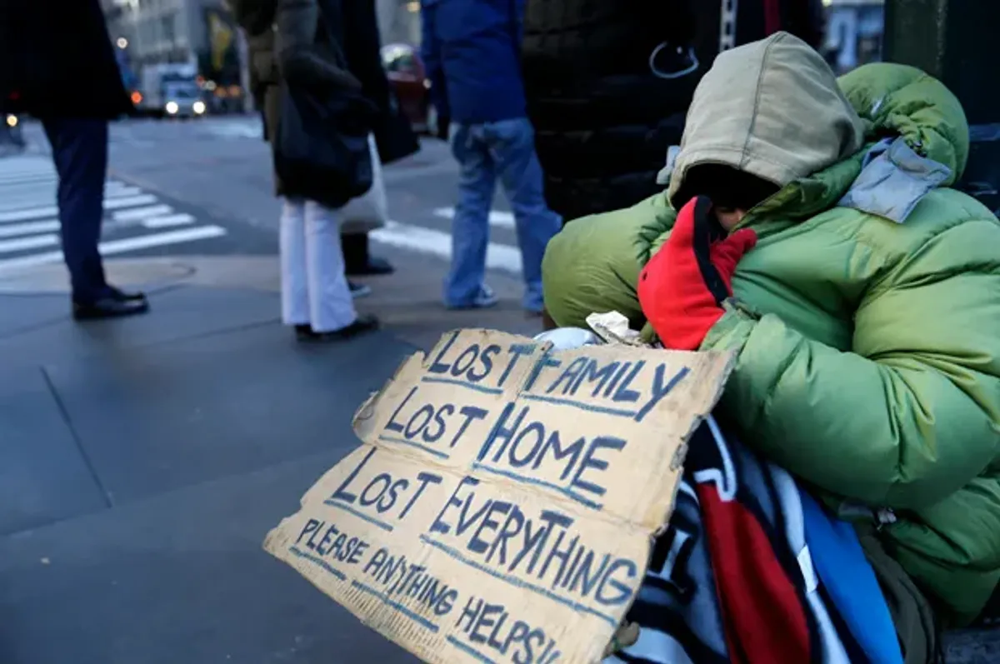 LOST FAMILY
LOST HOME
LOST EVERYTHING
PLEASE ANYTHING HELPS!!